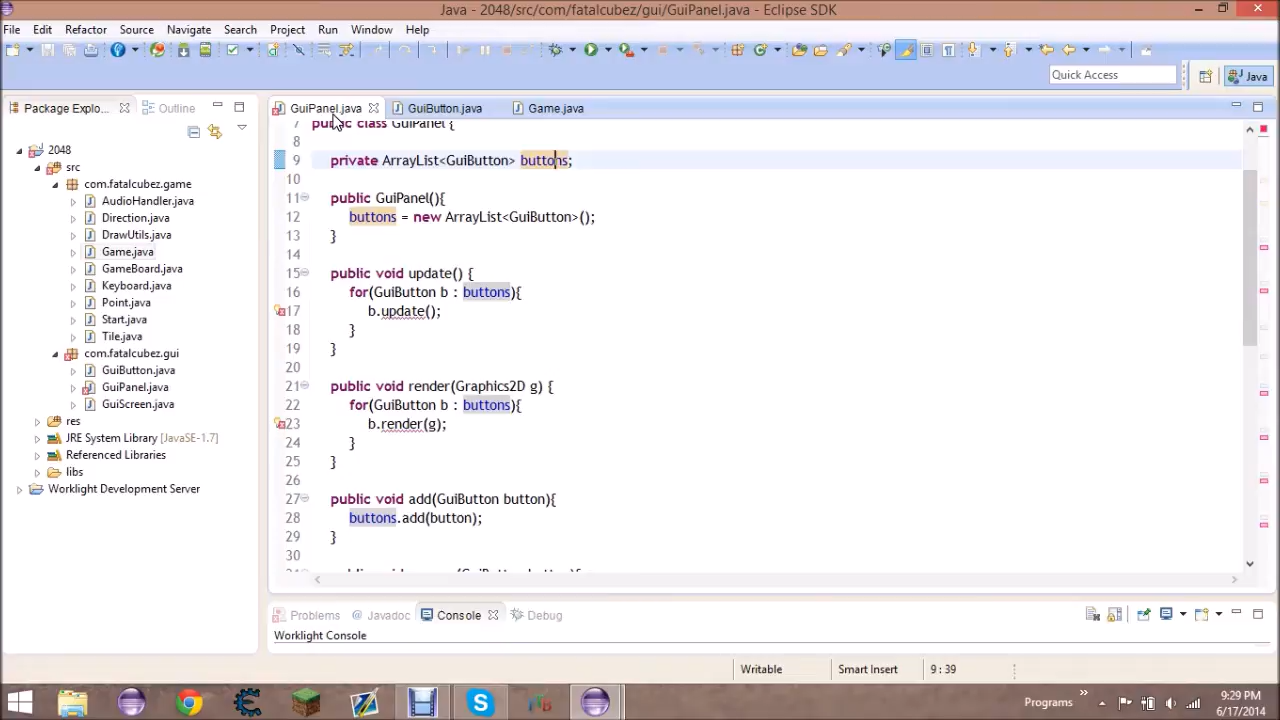 Java - 2048/src/com/fatalcubez/gui/GuiPanel.java - Eclipse SDK
File Edit Refactor Source Navigate Search Project Run Window Help
Quick Access Java
Package Explo... Outline GuiPanel.java GuiButton.java Game.java
2048
src
com.fatalcubez.game
AudioHandler.java
Direction.java
DrawUtils.java
Game.java
GameBoard.java
Keyboard.java
Point.java
Start.java
Tile.java
com.fatalcubez.gui
GuiButton.java
GuiPanel.java
GuiScreen.java
res
JRE System Library [JavaSE-1.7]
Referenced Libraries
libs
Worklight Development Server
7 public class GuiPanel {
8
9 private ArrayList<GuiButton> buttons;
10
11 public GuiPanel(){
12 buttons = new ArrayList<GuiButton>();
13 }
14
15 public void update() {
16 for(GuiButton b : buttons){
17 b.update();
18 }
19 }
20
21 public void render(Graphics2D g) {
22 for(GuiButton b : buttons){
23 b.render(g);
24 }
25 }
26
27 public void add(GuiButton button){
28 buttons.add(button);
29 }
30
Problems Javadoc Console Debug
Worklight Console
Writable Smart Insert 9 : 39
Programs
9:29 PM
6/17/2014